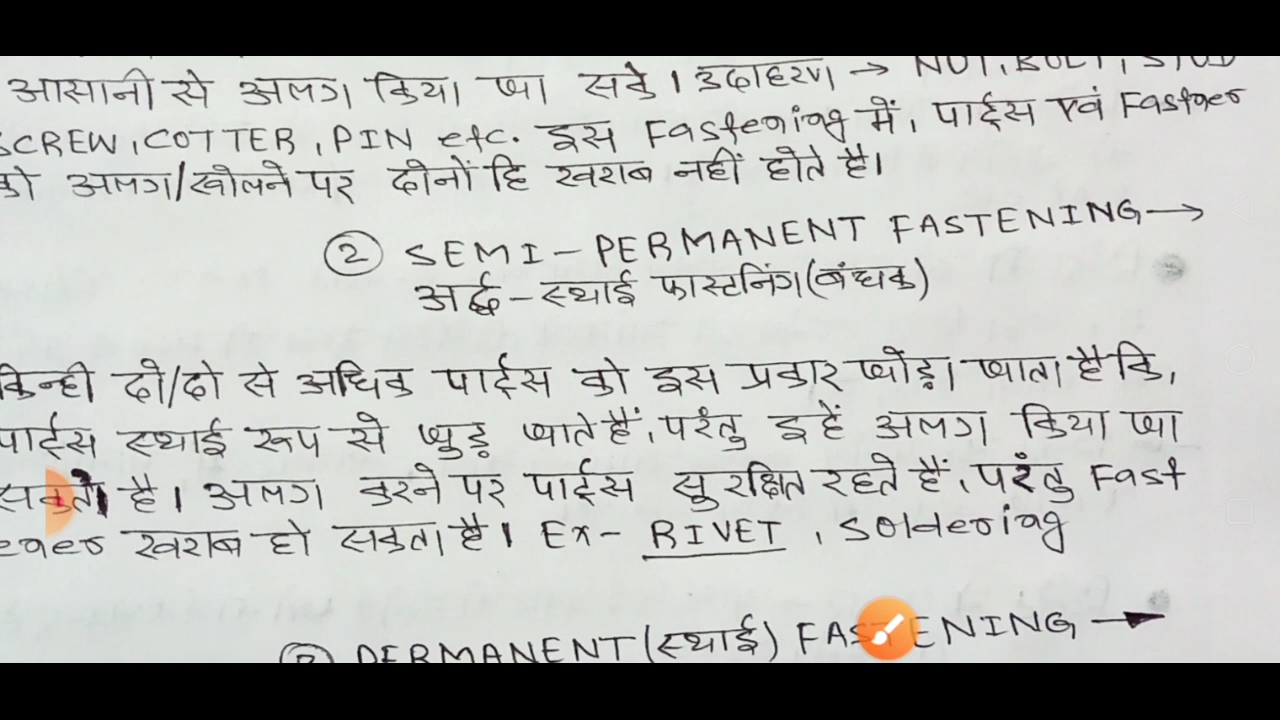 आसानी से अलग किया जा सके। उदाहरण → NUT, BOLT, STUD
SCREW, COTTER, PIN etc. इस Fastening में, पार्ट्स एवं Fastner
को अलग/खोलने पर दोनों हि खराब नहीं होते है।
② SEMI-PERMANENT FASTENING →
अर्द्ध-स्थाई फास्टनिंग (बंधक)
किन्ही दो/दो से अधिक पार्ट्स को इस प्रकार जोड़ा जाता है कि,
पार्ट्स स्थाई रूप से जुड़ जाते हैं, परंतु इहें अलग किया जा
सकता है। अलग करने पर पार्ट्स सुरक्षित रहते हैं, परंतु Fast
ener खराब हो सकता है। Ex- RIVET, Soldering
③ PERMANENT (स्थाई) FASTENING →